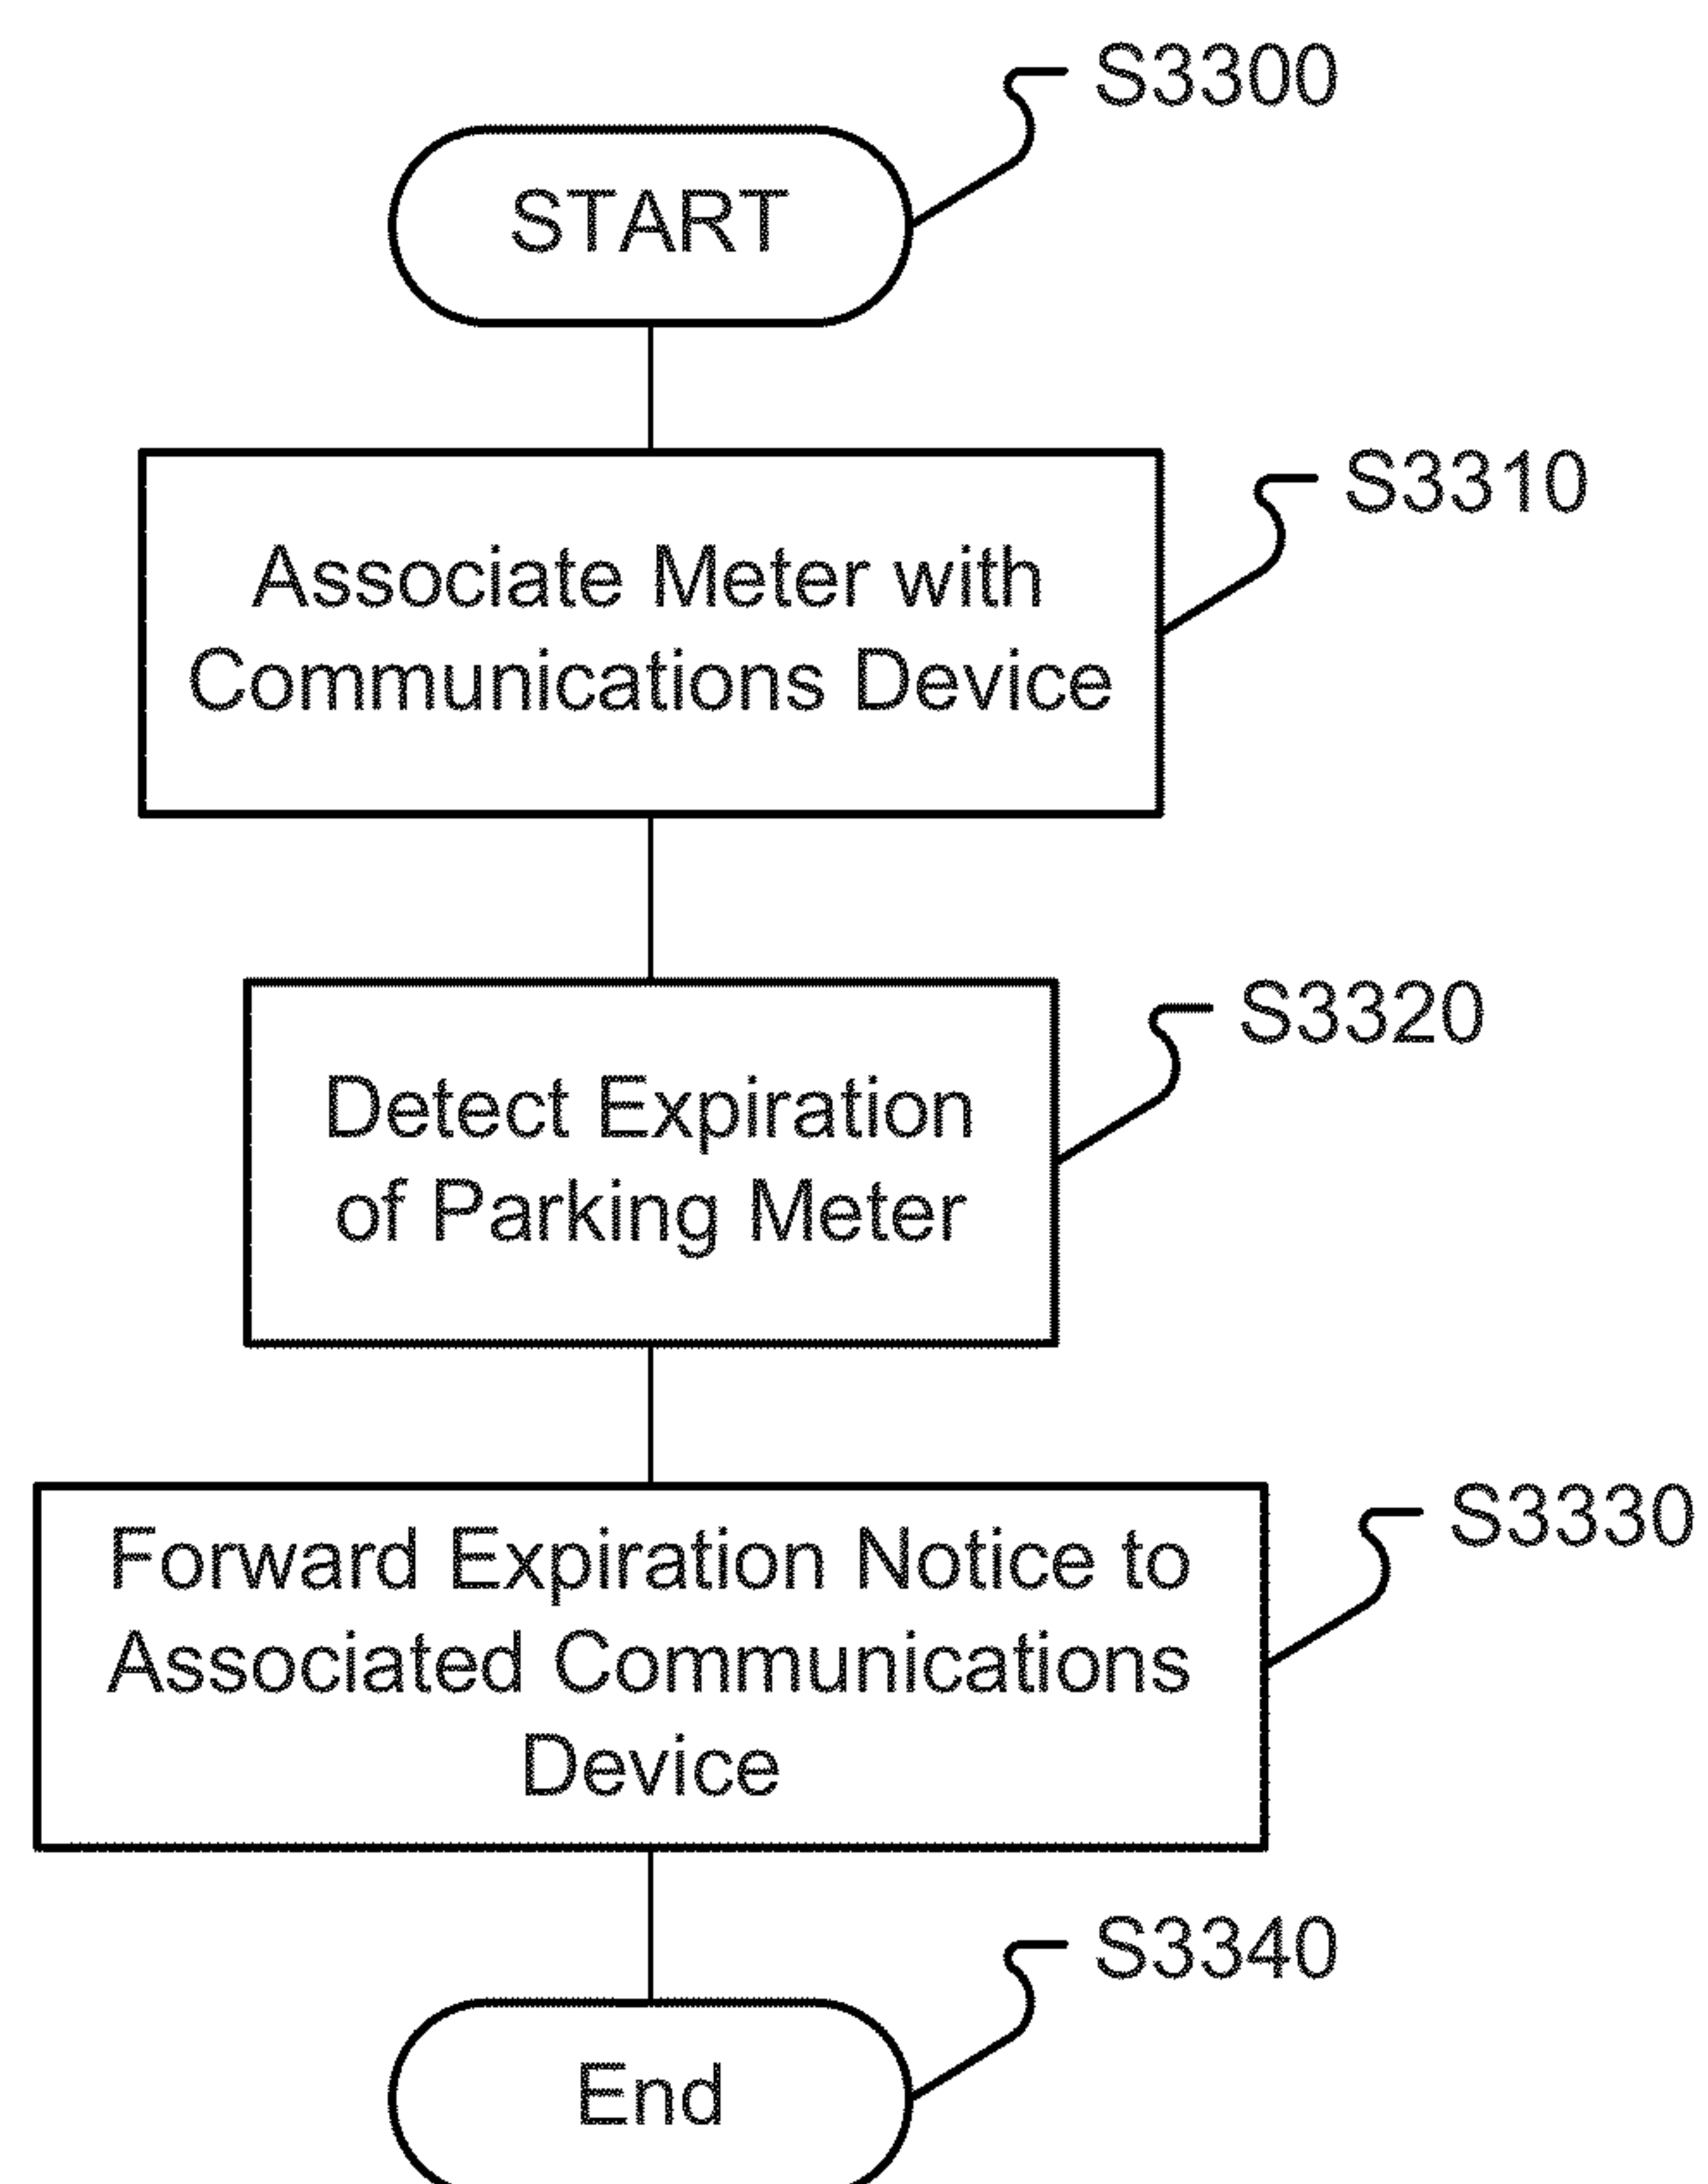 S3300
START
S3310
Associate Meter with
Communications Device
S3320
Detect Expiration
of Parking Meter
S3330
Forward Expiration Notice to
Associated Communications
Device
S3340
End